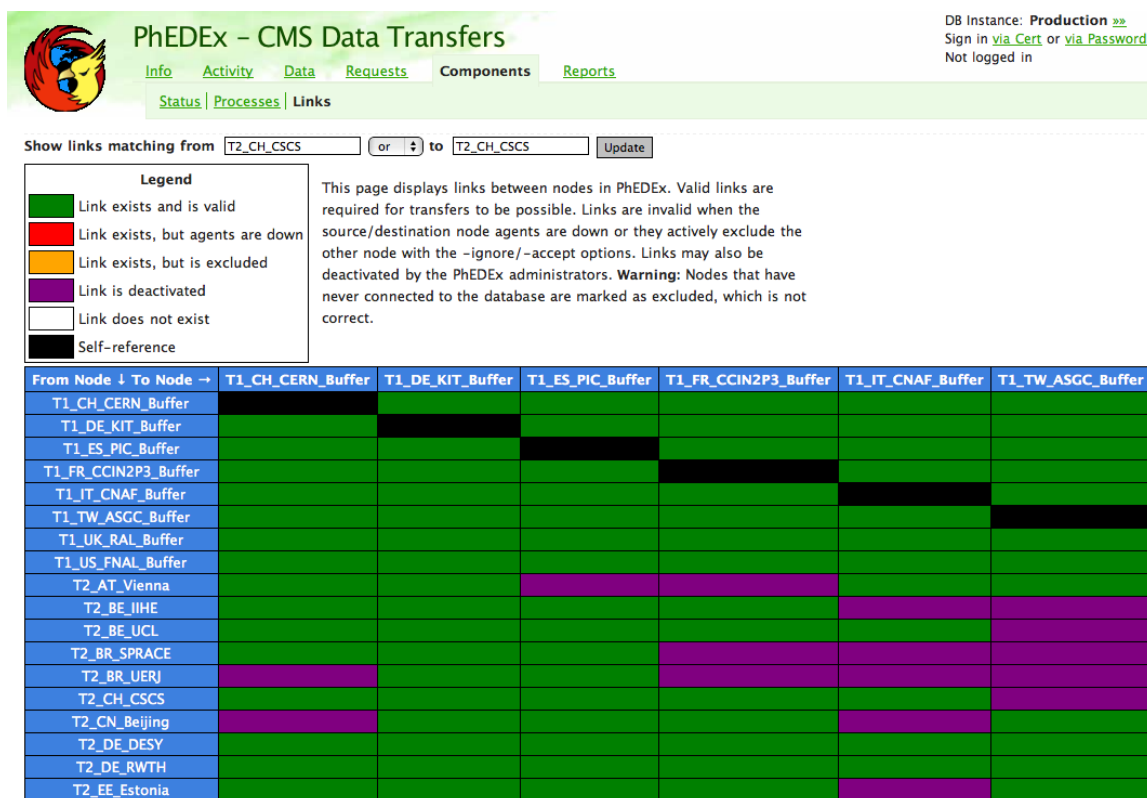 PhEDEx – CMS Data Transfers
DB Instance: Production »»
Sign in via Cert or via Password
Not logged in
Info Activity Data Requests Components Reports
Status | Processes | Links
Show links matching from T2_CH_CSCS or to T2_CH_CSCS Update
Legend
Link exists and is valid
Link exists, but agents are down
Link exists, but is excluded
Link is deactivated
Link does not exist
Self-reference
This page displays links between nodes in PhEDEx. Valid links are
required for transfers to be possible. Links are invalid when the
source/destination node agents are down or they actively exclude the
other node with the -ignore/-accept options. Links may also be
deactivated by the PhEDEx administrators. Warning: Nodes that have
never connected to the database are marked as excluded, which is not
correct.
From Node ↓ To Node → T1_CH_CERN_Buffer T1_DE_KIT_Buffer T1_ES_PIC_Buffer T1_FR_CCIN2P3_Buffer T1_IT_CNAF_Buffer T1_TW_ASGC_Buffer
T1_CH_CERN_Buffer
T1_DE_KIT_Buffer
T1_ES_PIC_Buffer
T1_FR_CCIN2P3_Buffer
T1_IT_CNAF_Buffer
T1_TW_ASGC_Buffer
T1_UK_RAL_Buffer
T1_US_FNAL_Buffer
T2_AT_Vienna
T2_BE_IIHE
T2_BE_UCL
T2_BR_SPRACE
T2_BR_UERJ
T2_CH_CSCS
T2_CN_Beijing
T2_DE_DESY
T2_DE_RWTH
T2_EE_Estonia